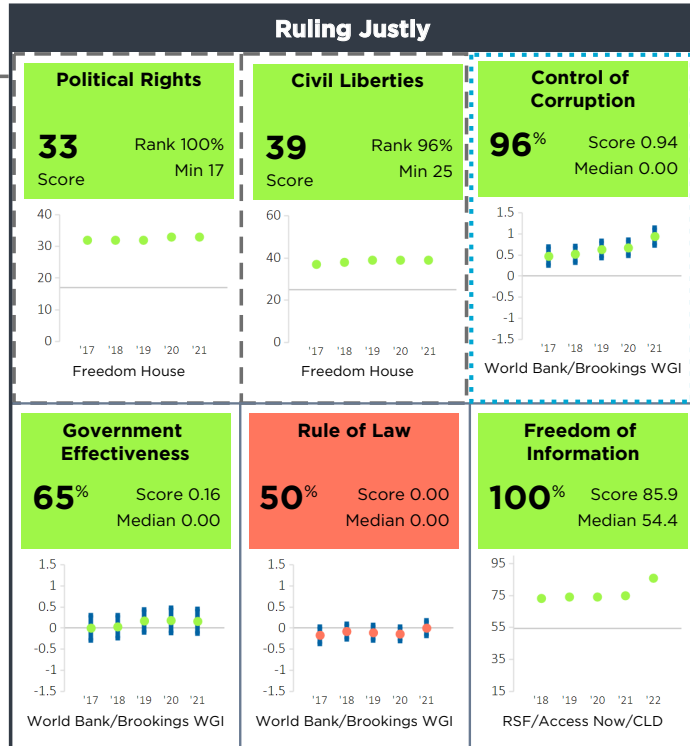 Ruling Justly
Political Rights
33
Score
Rank 100%
Min 17
40
30
20
10
0
'17 '18 '19 '20 '21
Freedom House
Civil Liberties
39
Score
Rank 96%
Min 25
60
40
20
0
'17 '18 '19 '20 '21
Freedom House
Control of
Corruption
96%
Score 0.94
Median 0.00
1.5
1
0.5
0
-0.5
-1
-1.5
'17 '18 '19 '20 '21
World Bank/Brookings WGI
Government
Effectiveness
65%
Score 0.16
Median 0.00
1.5
1
0.5
0
-0.5
-1
-1.5
'17 '18 '19 '20 '21
World Bank/Brookings WGI
Rule of Law
50%
Score 0.00
Median 0.00
1.5
1
0.5
0
-0.5
-1
-1.5
'17 '18 '19 '20 '21
World Bank/Brookings WGI
Freedom of
Information
100%
Score 85.9
Median 54.4
95
75
55
35
15
'18 '19 '20 '21 '22
RSF/Access Now/CLD